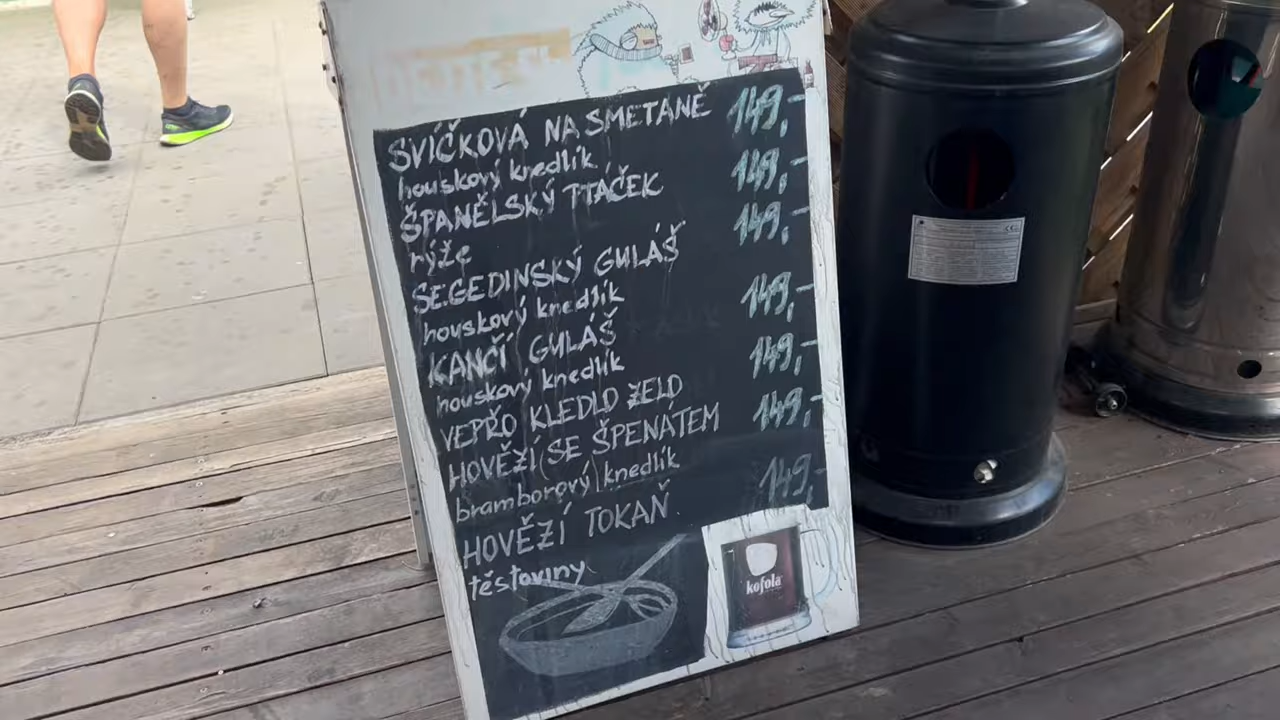 SVÍČKOVÁ NA SMETANĚ 149,-
houskový knedlík
ŠPANĚLSKÝ PTÁČEK 149,-
rýže
SEGEDINSKÝ GULÁŠ 149,-
houskový knedlík
KANČÍ GULÁŠ 149,-
houskový knedlík
VEPŘO KLEDLO ŽELO 149,-
HOVĚZÍ SE ŠPENÁTEM 149,-
bramborový knedlík
HOVĚZÍ TOKAŇ 149,-
těstoviny
kofola